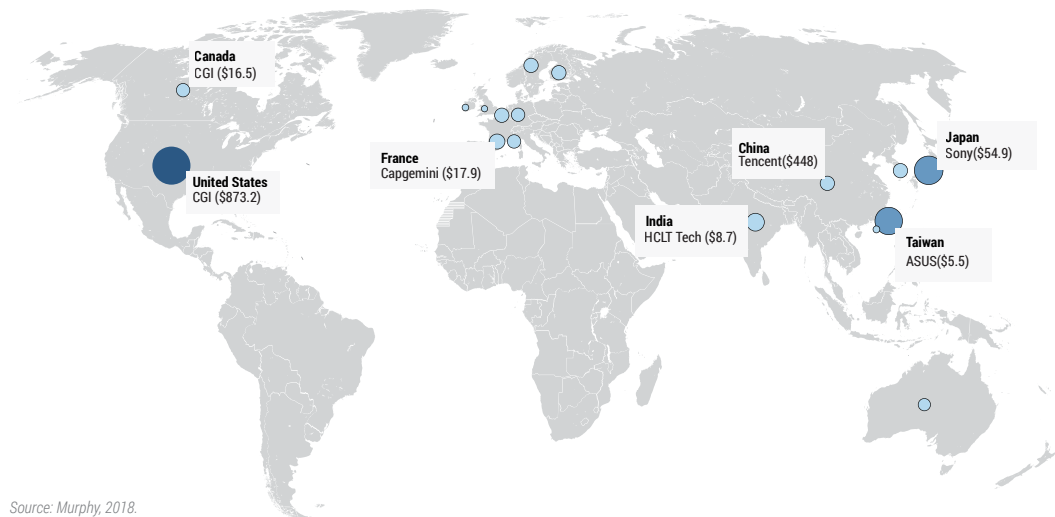 Canada
CGI ($16.5)
United States
CGI ($873.2)
France
Capgemini ($17.9)
China
Tencent($448)
Japan
Sony($54.9)
India
HCLT Tech ($8.7)
Taiwan
ASUS($5.5)
Source: Murphy, 2018.